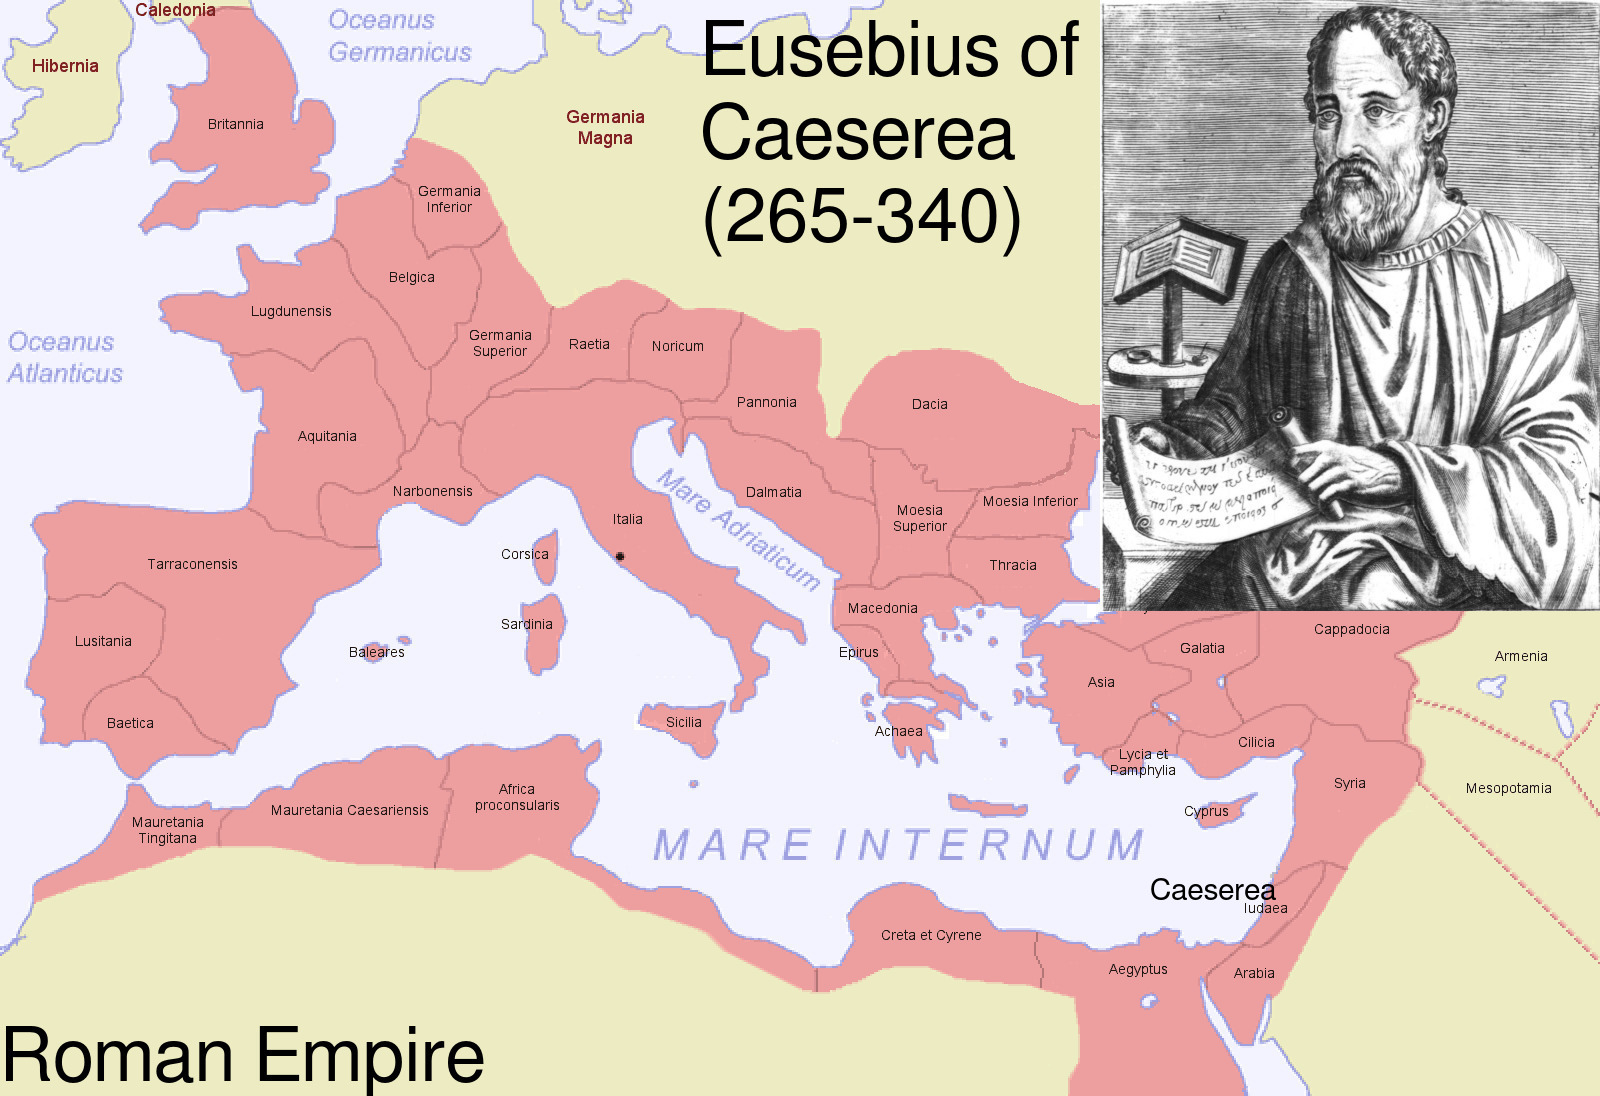 Caledonia
Oceanus
Germanicus
Eusebius of
Caeserea
(265-340)
Hibernia
Britannia
Germania
Magna
Germania
Inferior
Belgica
Lugdunensis
Germania
Superior
Raetia
Noricum
Oceanus
Atlanticus
Pannonia
Dacia
Aquitania
Narbonensis
Dalmatia
Moesia
Superior
Moesia Inferior
Italia
Mare Adriaticum
Corsica
Tarraconensis
Thracia
Macedonia
Sardinia
Lusitania
Baleares
Epirus
Cappadocia
Galatia
Armenia
Asia
Baetica
Sicilia
Achaea
Cilicia
Lycia et
Pamphylia
Syria
Mesopotamia
Africa
proconsularis
Mauretania Caesariensis
Mauretania
Tingitana
Cyprus
MARE INTERNUM
Caeserea
Iudaea
Creta et Cyrene
Aegyptus
Arabia
Roman Empire